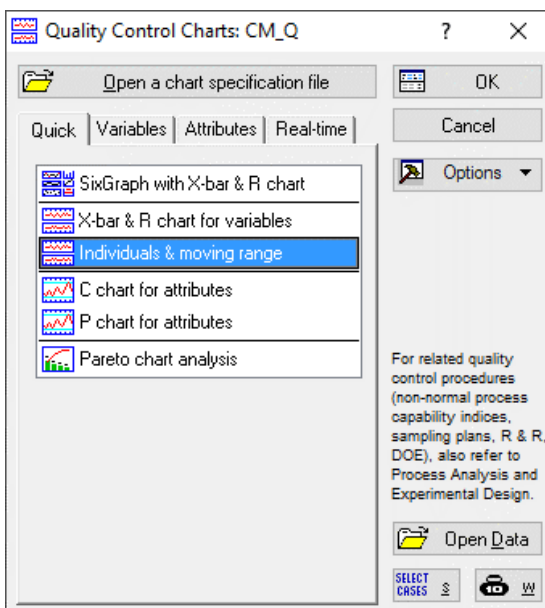 Quality Control Charts: CM_Q ? X
Open a chart specification file
OK
Quick Variables Attributes Real-time
Cancel
Options
SixGraph with X-bar & R chart
X-bar & R chart for variables
Individuals & moving range
C chart for attributes
P chart for attributes
Pareto chart analysis
For related quality
control procedures
(non-normal process
capability indices,
sampling plans, R & R,
DOE), also refer to
Process Analysis and
Experimental Design.
Open Data
SELECT
CASES S
W